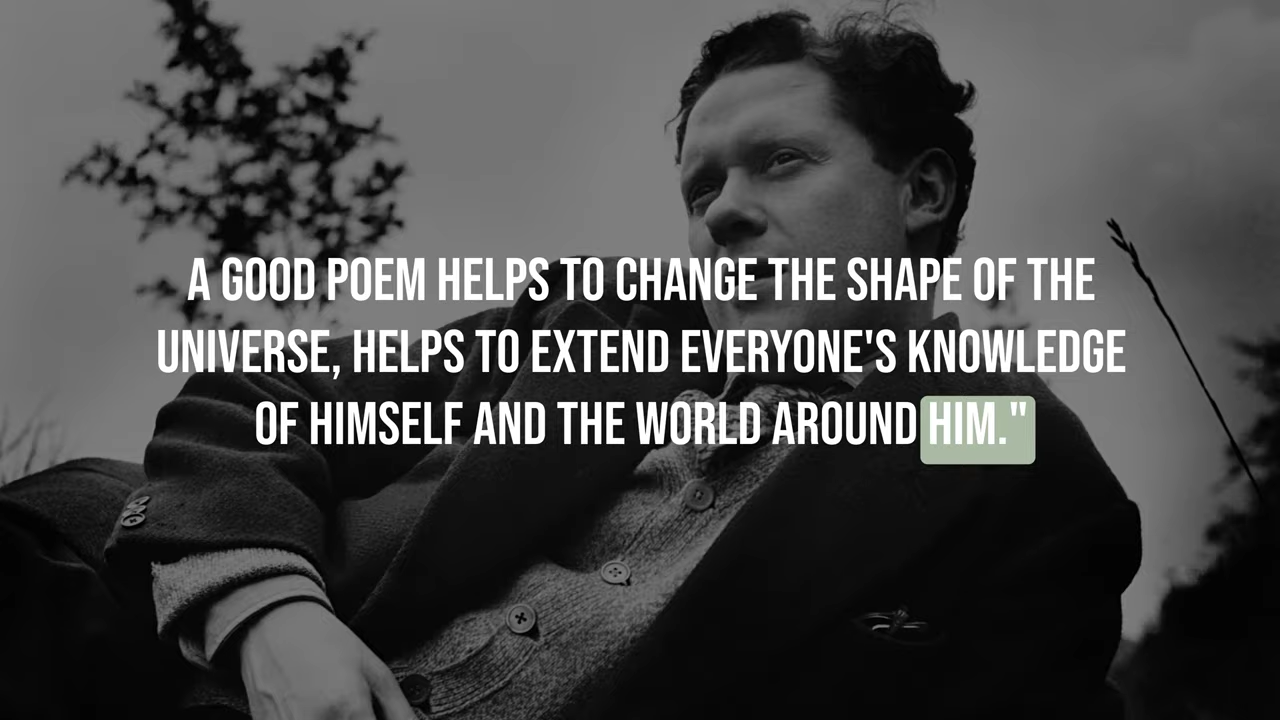 A GOOD POEM HELPS TO CHANGE THE SHAPE OF THE
UNIVERSE, HELPS TO EXTEND EVERYONE'S KNOWLEDGE
OF HIMSELF AND THE WORLD AROUND HIM."